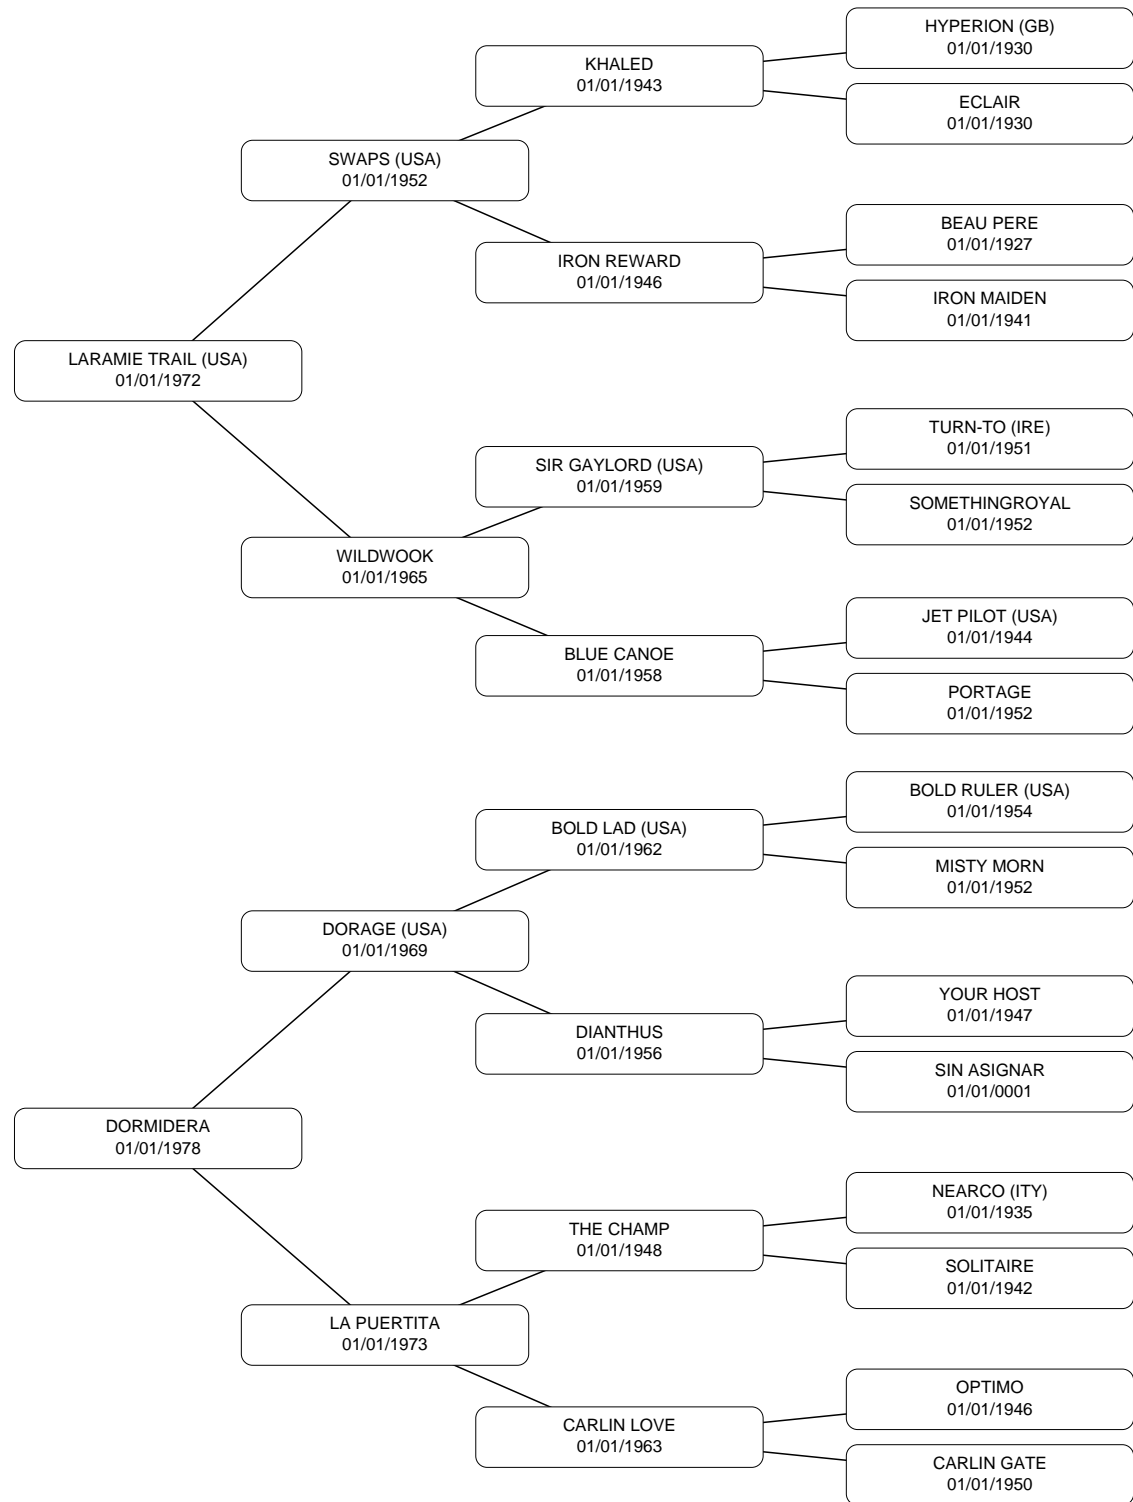 HYPERION (GB)
01/01/1930
KHALED
01/01/1943
ECLAIR
01/01/1930
SWAPS (USA)
01/01/1952
BEAU PERE
01/01/1927
IRON REWARD
01/01/1946
IRON MAIDEN
01/01/1941
LARAMIE TRAIL (USA)
01/01/1972
TURN-TO (IRE)
01/01/1951
SIR GAYLORD (USA)
01/01/1959
SOMETHINGROYAL
01/01/1952
WILDWOOK
01/01/1965
JET PILOT (USA)
01/01/1944
BLUE CANOE
01/01/1958
PORTAGE
01/01/1952
BOLD RULER (USA)
01/01/1954
BOLD LAD (USA)
01/01/1962
MISTY MORN
01/01/1952
DORAGE (USA)
01/01/1969
YOUR HOST
01/01/1947
DIANTHUS
01/01/1956
SIN ASIGNAR
01/01/0001
DORMIDERA
01/01/1978
NEARCO (ITY)
01/01/1935
THE CHAMP
01/01/1948
SOLITAIRE
01/01/1942
LA PUERTITA
01/01/1973
OPTIMO
01/01/1946
CARLIN LOVE
01/01/1963
CARLIN GATE
01/01/1950